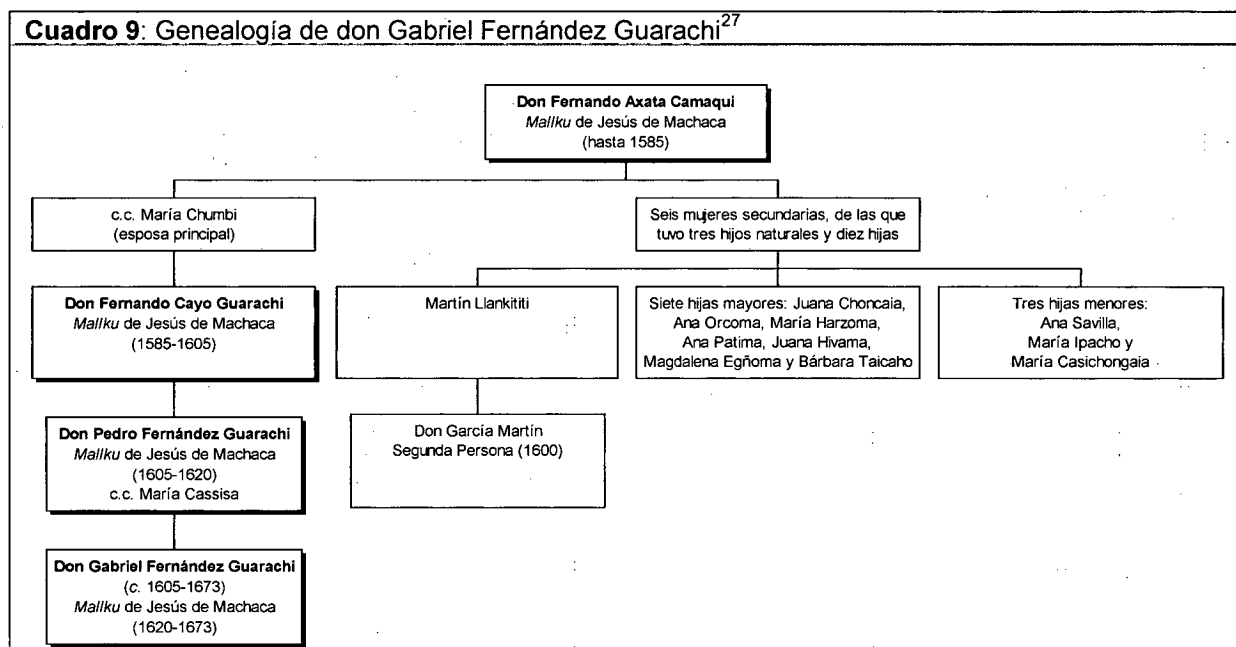 Cuadro 9: Genealogía de don Gabriel Fernández Guarachi27
Don Fernando Axata Camaqui
Mallku de Jesús de Machaca
(hasta 1585)
c.c. María Chumbi
(esposa principal)
Seis mujeres secundarias, de las que
tuvo tres hijos naturales y diez hijas
Don Fernando Cayo Guarachi
Mallku de Jesús de Machaca
(1585-1605)
Martín Llankititi
Siete hijas mayores: Juana Choncaia,
Ana Orcoma, María Harzoma,
Ana Patima, Juana Hivama,
Magdalena Egñoma y Bárbara Taicaho
Tres hijas menores:
Ana Savilla,
María Ipacho y
María Casichongaia
Don Pedro Fernández Guarachi
Mallku de Jesús de Machaca
(1605-1620)
c.c. María Cassisa
Don García Martín
Segunda Persona (1600)
Don Gabriel Fernández Guarachi
(c. 1605-1673)
Mallku de Jesús de Machaca
(1620-1673)